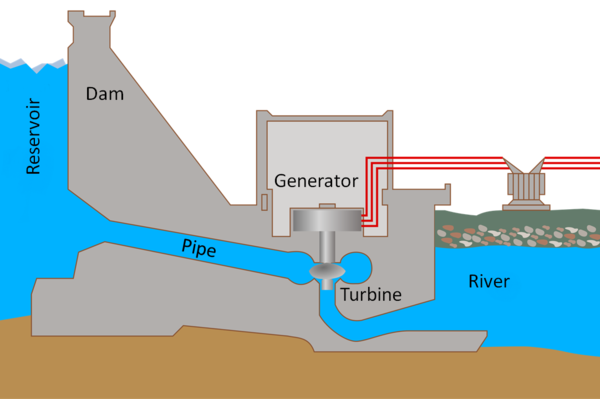 Reservoir
Dam
Generator
Pipe
Turbine
River